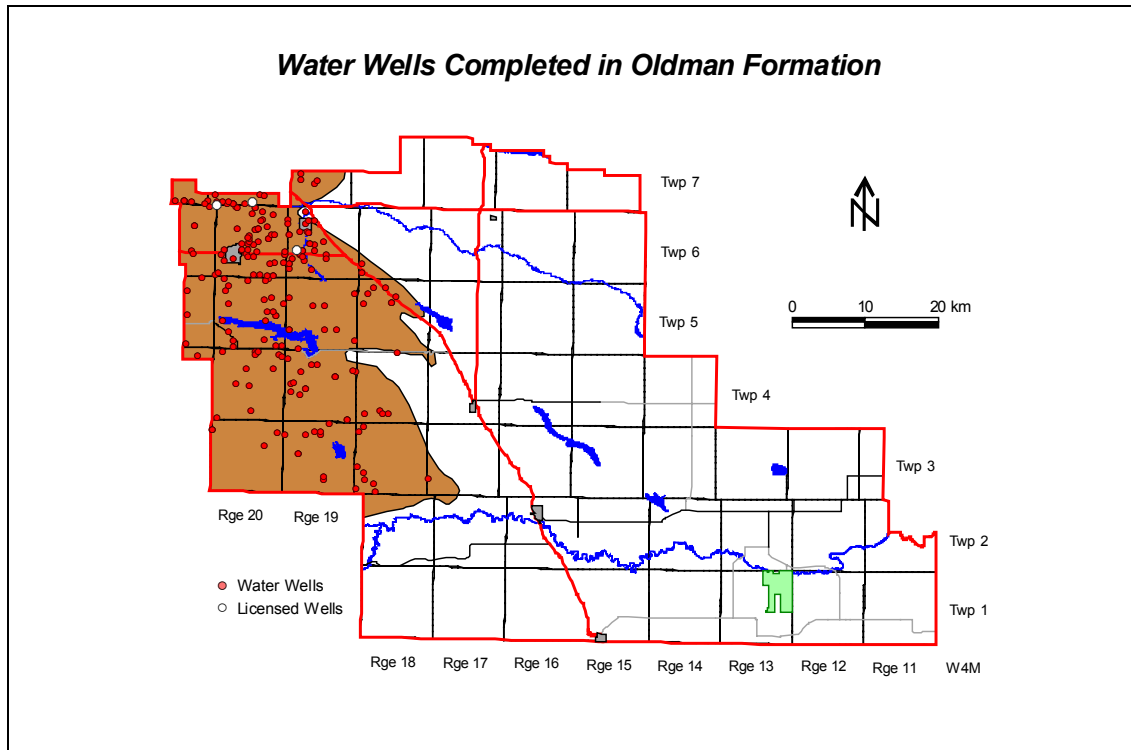 Water Wells Completed in Oldman Formation
Twp 7
N
Twp 6
0 10 20 km
Twp 5
Twp 4
Twp 3
Rge 20 Rge 19
Twp 2
Water Wells
Licensed Wells
Twp 1
Rge 18 Rge 17 Rge 16 Rge 15 Rge 14 Rge 13 Rge 12 Rge 11 W4M